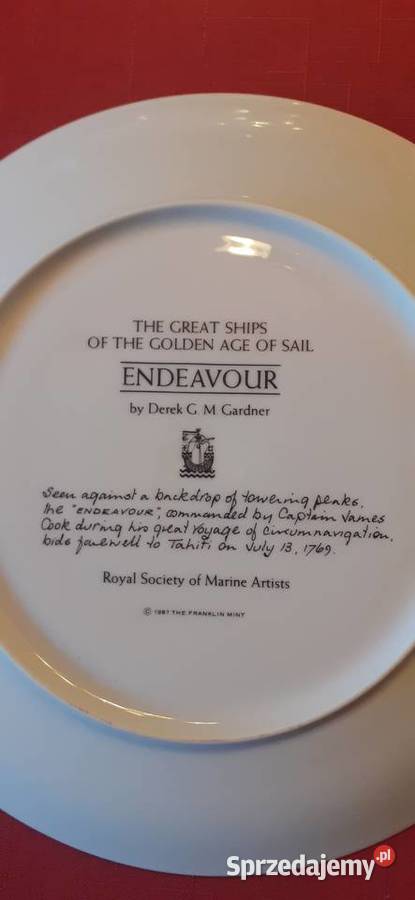 THE GREAT SHIPS
OF THE GOLDEN AGE OF SAIL
ENDEAVOUR
by Derek G. M. Gardner
Seen against a backdrop of towering peaks,
the "ENDEAVOUR", commanded by Captain James
Cook during his great voyage of circumnavigation,
bids farewell to Tahiti on July 13, 1769.
Royal Society of Marine Artists
© 1987 THE FRANKLIN MINT
Sprzedajemy.pl